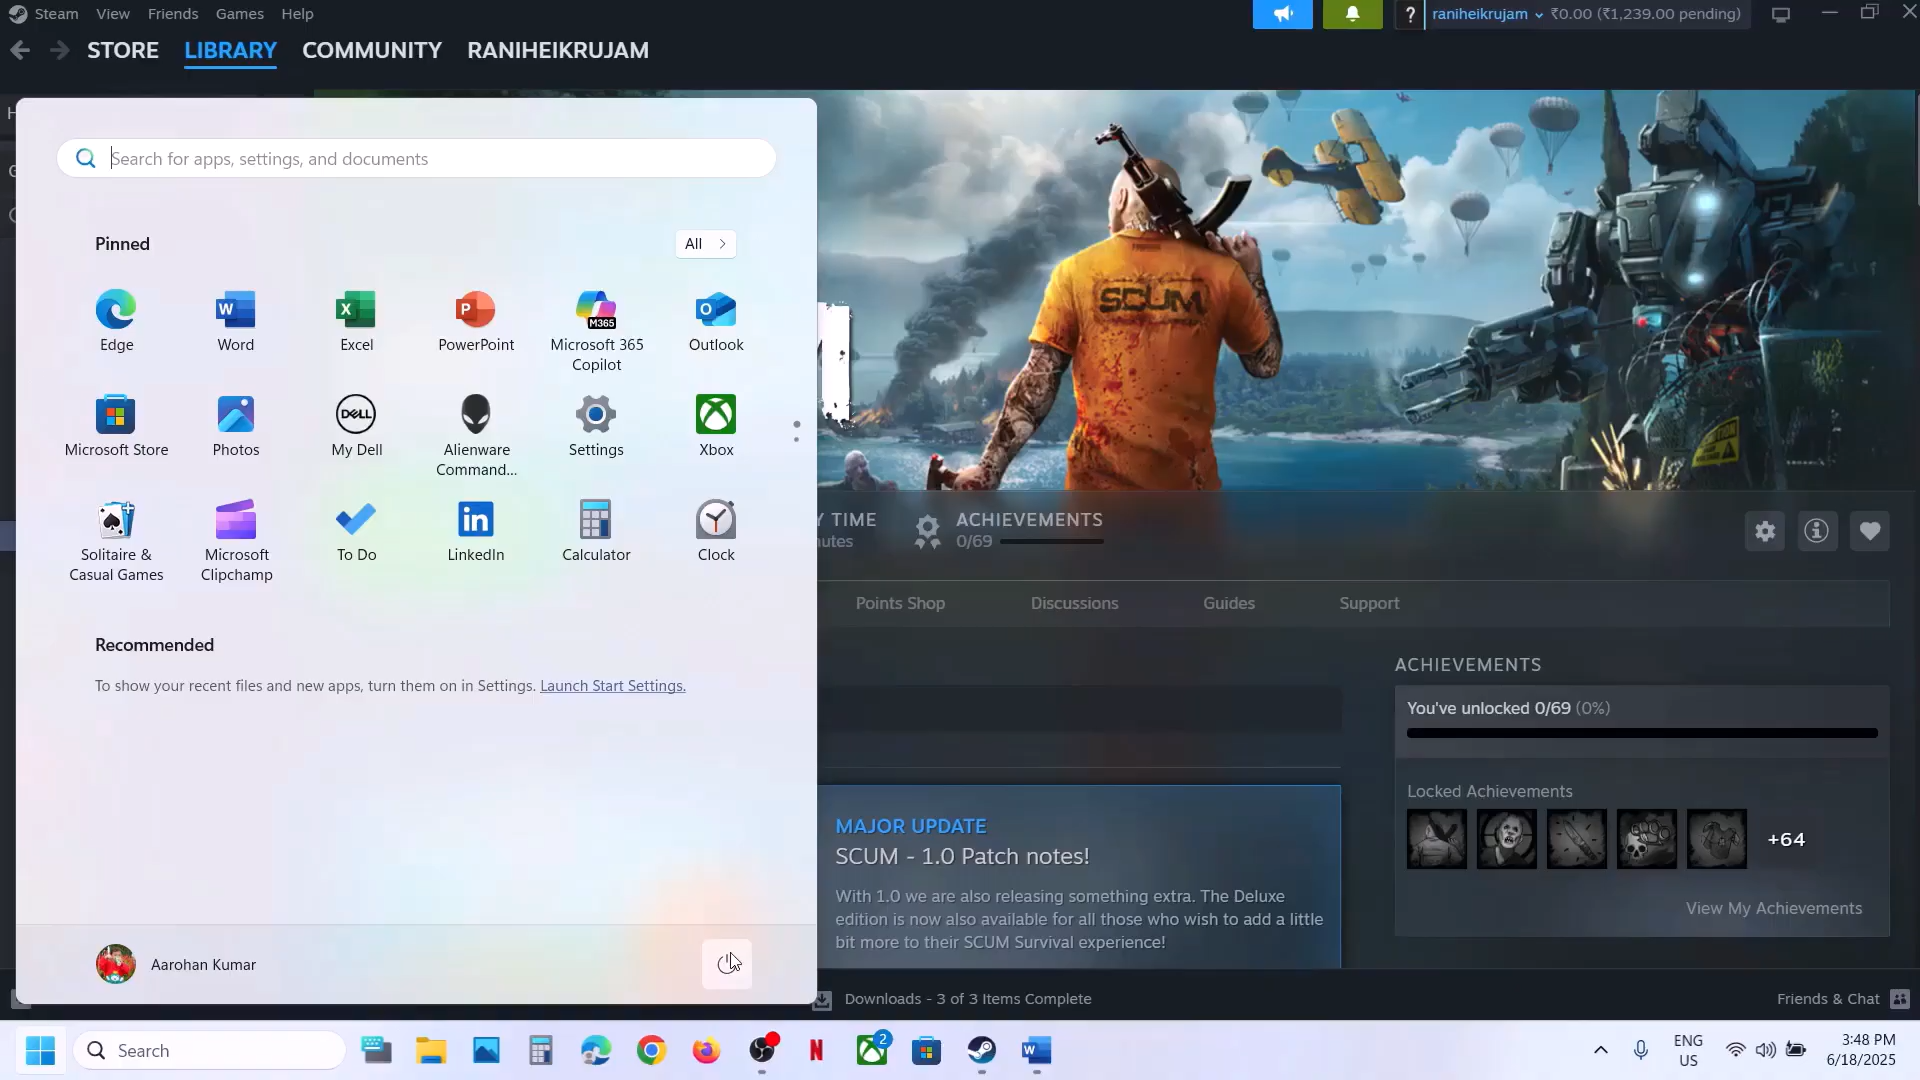 Steam View Friends Games Help
? raniheikrujam ₹0.00 (₹1,239.00 pending)
STORE LIBRARY COMMUNITY RANIHEIKRUJAM
Search for apps, settings, and documents
Pinned
All
Edge
Word
Excel
PowerPoint
Microsoft 365
Copilot
Outlook
Microsoft Store
Photos
My Dell
Alienware
Command...
Settings
Xbox
Solitaire &
Casual Games
Microsoft
Clipchamp
To Do
LinkedIn
Calculator
Clock
Recommended
To show your recent files and new apps, turn them on in Settings. Launch Start Settings.
Aarohan Kumar
SCUM
Y TIME
nutes
ACHIEVEMENTS
0/69
Points Shop
Discussions
Guides
Support
ACHIEVEMENTS
You've unlocked 0/69 (0%)
Locked Achievements
+64
View My Achievements
MAJOR UPDATE
SCUM - 1.0 Patch notes!
With 1.0 we are also releasing something extra. The Deluxe
edition is now also available for all those who wish to add a little
bit more to their SCUM Survival experience!
Downloads - 3 of 3 Items Complete
Friends & Chat
Search
2
ENG
US
3:48 PM
6/18/2025